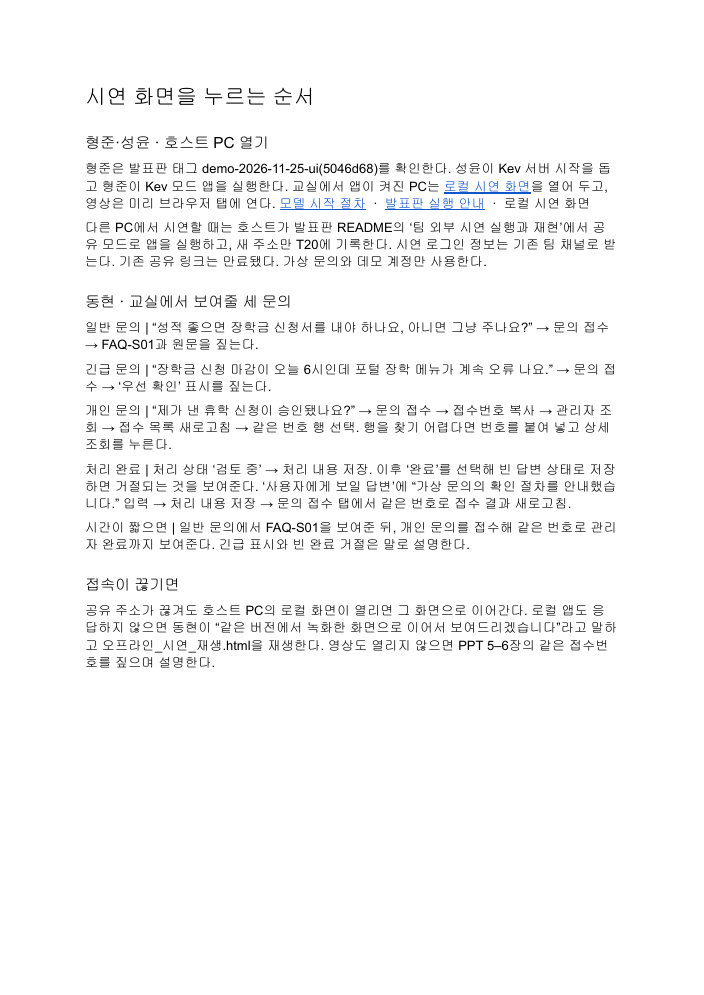 시연 화면을 누르는 순서
형준·성윤 · 호스트 PC 열기
형준은 발표판 태그 demo-2026-11-25-ui(5046d68)를 확인한다. 성윤이 Kev 서버 시작을 돕
고 형준이 Kev 모드 앱을 실행한다. 교실에서 앱이 켜진 PC는 로컬 시연 화면을 열어 두고,
영상은 미리 브라우저 탭에 연다. 모델 시작 절차 · 발표판 실행 안내 · 로컬 시연 화면
다른 PC에서 시연할 때는 호스트가 발표판 README의 ‘팀 외부 시연 실행과 재현’에서 공
유 모드로 앱을 실행하고, 새 주소만 T20에 기록한다. 시연 로그인 정보는 기존 팀 채널로 받
는다. 기존 공유 링크는 만료됐다. 가상 문의와 데모 계정만 사용한다.
동현 · 교실에서 보여줄 세 문의
일반 문의 | “성적 좋으면 장학금 신청서를 내야 하나요, 아니면 그냥 주나요?” → 문의 접수
→ FAQ-S01과 원문을 짚는다.
긴급 문의 | “장학금 신청 마감이 오늘 6시인데 포털 장학 메뉴가 계속 오류 나요.” → 문의 접
수 → ‘우선 확인’ 표시를 짚는다.
개인 문의 | “제가 낸 휴학 신청이 승인됐나요?” → 문의 접수 → 접수번호 복사 → 관리자 조
회 → 접수 목록 새로고침 → 같은 번호 행 선택. 행을 찾기 어렵다면 번호를 붙여 넣고 상세
조회를 누른다.
처리 완료 | 처리 상태 ‘검토 중’ → 처리 내용 저장. 이후 ‘완료’를 선택해 빈 답변 상태로 저장
하면 거절되는 것을 보여준다. ‘사용자에게 보일 답변’에 “가상 문의의 확인 절차를 안내했습
니다.” 입력 → 처리 내용 저장 → 문의 접수 탭에서 같은 번호로 접수 결과 새로고침.
시간이 짧으면 | 일반 문의에서 FAQ-S01을 보여준 뒤, 개인 문의를 접수해 같은 번호로 관리
자 완료까지 보여준다. 긴급 표시와 빈 완료 거절은 말로 설명한다.
접속이 끊기면
공유 주소가 끊겨도 호스트 PC의 로컬 화면이 열리면 그 화면으로 이어간다. 로컬 앱도 응
답하지 않으면 동현이 “같은 버전에서 녹화한 화면으로 이어서 보여드리겠습니다”라고 말하
고 오프라인_시연_재생.html을 재생한다. 영상도 열리지 않으면 PPT 5–6장의 같은 접수번
호를 짚으며 설명한다.